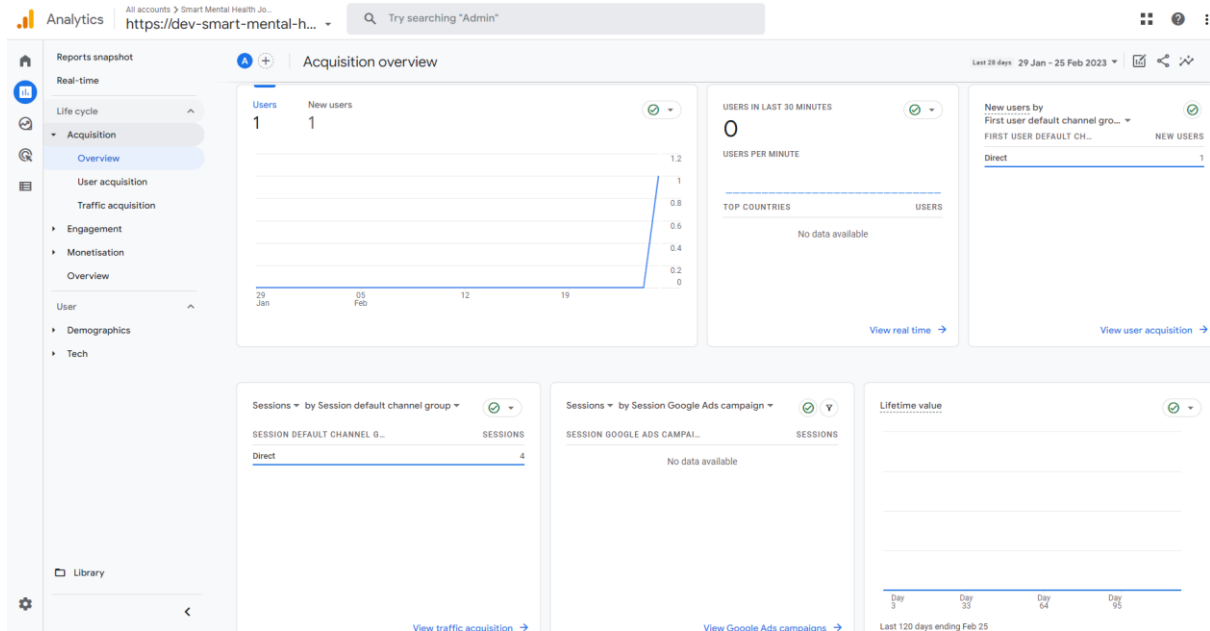 Analytics
All accounts > Smart Mental Health Jo...
https://dev-smart-mental-h...
Try searching "Admin"
Reports snapshot
Real-time
Life cycle
Acquisition
Overview
User acquisition
Traffic acquisition
Engagement
Monetisation
Overview
User
Demographics
Tech
Library
A
Acquisition overview
Last 28 days 29 Jan - 25 Feb 2023
Users New users
1 1
1.2
1
0.8
0.6
0.4
0.2
0
29 05 12 19
Jan Feb
USERS IN LAST 30 MINUTES
0
USERS PER MINUTE
TOP COUNTRIES USERS
No data available
View real time
New users by
First user default channel gro...
FIRST USER DEFAULT CH... NEW USERS
Direct 1
View user acquisition
Sessions by Session default channel group
SESSION DEFAULT CHANNEL G... SESSIONS
Direct 4
View traffic acquisition
Sessions by Session Google Ads campaign
SESSION GOOGLE ADS CAMPAI... SESSIONS
No data available
View Google Ads campaigns
Lifetime value
Day Day Day Day
3 33 64 95
Last 120 days ending Feb 25